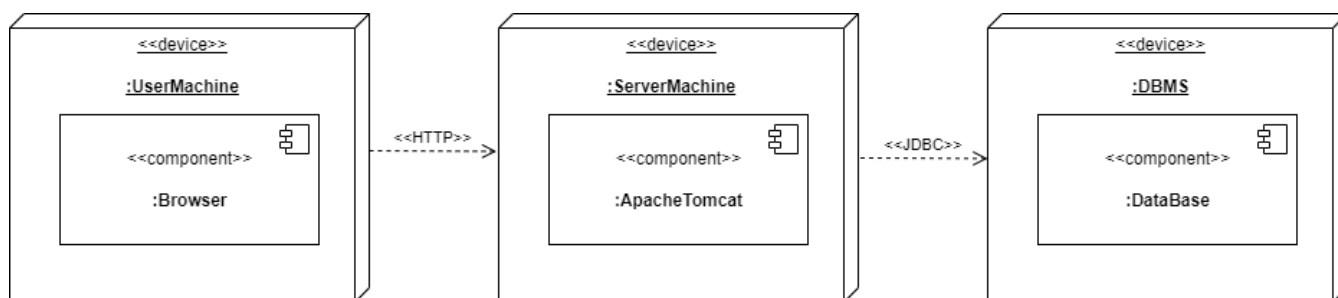 <<device>>
:UserMachine
<<component>>
:Browser
<<HTTP>>
<<device>>
:ServerMachine
<<component>>
:ApacheTomcat
<<JDBC>>
<<device>>
:DBMS
<<component>>
:DataBase